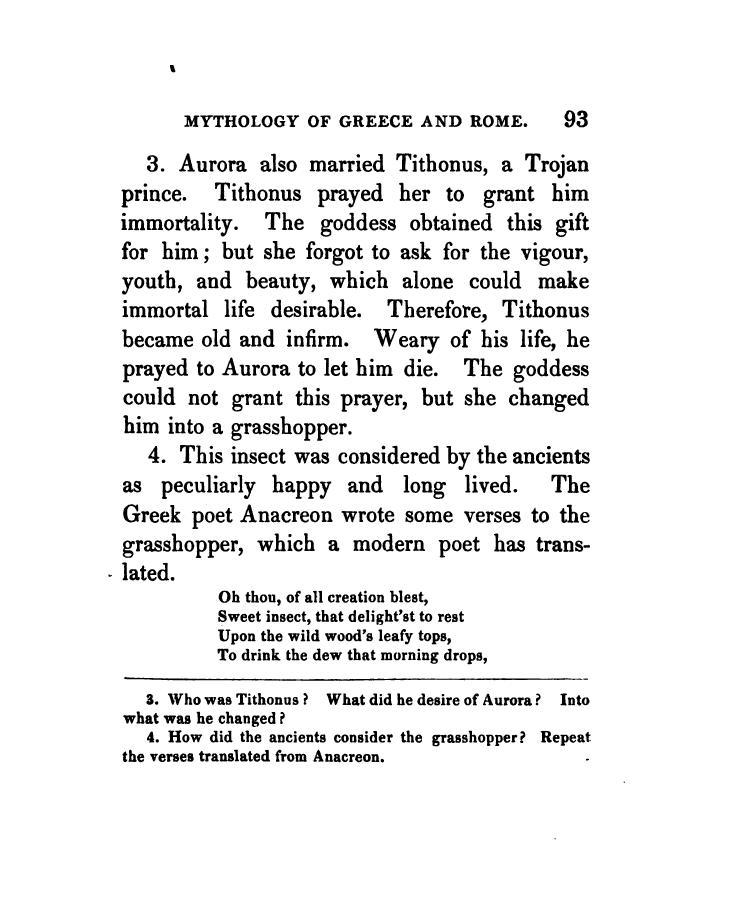 MYTHOLOGY OF GREECE AND ROME. 93
3. Aurora also married Tithonus, a Trojan
prince. Tithonus prayed her to grant him
immortality. The goddess obtained this gift
for him; but she forgot to ask for the vigour,
youth, and beauty, which alone could make
immortal life desirable. Therefore, Tithonus
became old and infirm. Weary of his life, he
prayed to Aurora to let him die. The goddess
could not grant this prayer, but she changed
him into a grasshopper.
4. This insect was considered by the ancients
as peculiarly happy and long lived. The
Greek poet Anacreon wrote some verses to the
grasshopper, which a modern poet has trans-
lated.
Oh thou, of all creation blest,
Sweet insect, that delight'st to rest
Upon the wild wood's leafy tops,
To drink the dew that morning drops,
3. Who was Tithonus? What did he desire of Aurora? Into
what was he changed?
4. How did the ancients consider the grasshopper? Repeat
the verses translated from Anacreon.